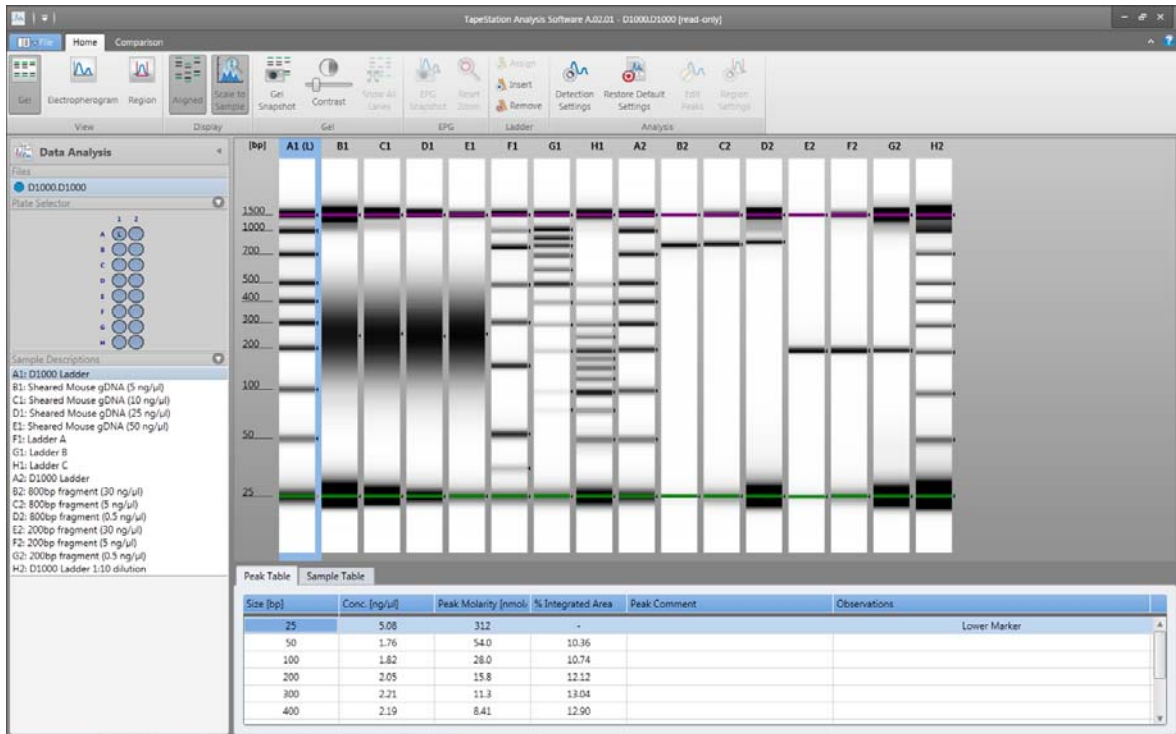 TapeStation Analysis Software A.02.01 - D1000.D1000 [read-only]
File Home Comparison
Gel Electropherogram Region Aligned Scale to Sample Gel Snapshot Contrast Show All Lanes EPG Snapshot Reset Zoom Assign Insert Remove Detection Settings Restore Default Settings Edit Peaks Region Settings
View Display Gel EPG Ladder Analysis
Data Analysis
Files
D1000.D1000
Plate Selector
1 2
A L
B
C
D
E
F
G
H
Sample Descriptions
A1: D1000 Ladder
B1: Sheared Mouse gDNA (5 ng/µl)
C1: Sheared Mouse gDNA (10 ng/µl)
D1: Sheared Mouse gDNA (25 ng/µl)
E1: Sheared Mouse gDNA (50 ng/µl)
F1: Ladder A
G1: Ladder B
H1: Ladder C
A2: D1000 Ladder
B2: 800bp fragment (30 ng/µl)
C2: 800bp fragment (5 ng/µl)
D2: 800bp fragment (0.5 ng/µl)
E2: 200bp fragment (30 ng/µl)
F2: 200bp fragment (5 ng/µl)
G2: 200bp fragment (0.5 ng/µl)
H2: D1000 Ladder 1:10 dilution
[bp] A1 (L) B1 C1 D1 E1 F1 G1 H1 A2 B2 C2 D2 E2 F2 G2 H2
1500
1000
700
500
400
300
200
100
50
25
Peak Table Sample Table
Size [bp] Conc. [ng/µl] Peak Molarity [nmol/ % Integrated Area Peak Comment Observations
25 5.08 312 - Lower Marker
50 1.76 54.0 10.36
100 1.82 28.0 10.74
200 2.05 15.8 12.12
300 2.21 11.3 13.04
400 2.19 8.41 12.90